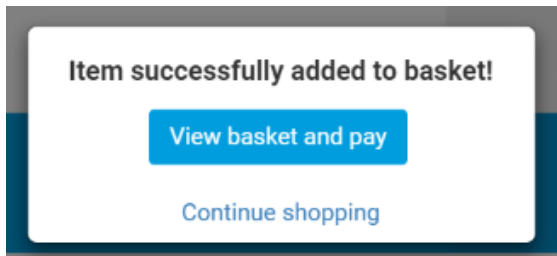 Item successfully added to basket!
View basket and pay
Continue shopping